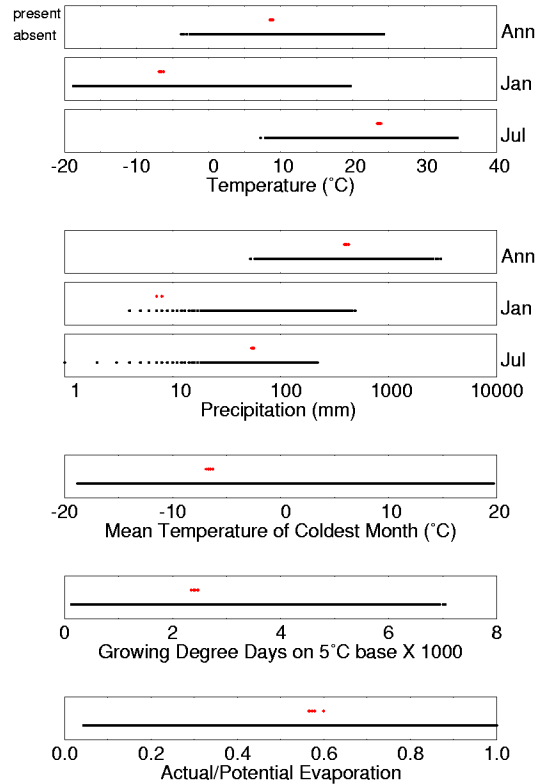 present
absent
Ann
Jan
Jul
-20 -10 0 10 20 30 40
Temperature (˚C)
Ann
Jan
Jul
1 10 100 1000 10000
Precipitation (mm)
-20 -10 0 10 20
Mean Temperature of Coldest Month (˚C)
0 2 4 6 8
Growing Degree Days on 5˚C base X 1000
0.0 0.2 0.4 0.6 0.8 1.0
Actual/Potential Evaporation